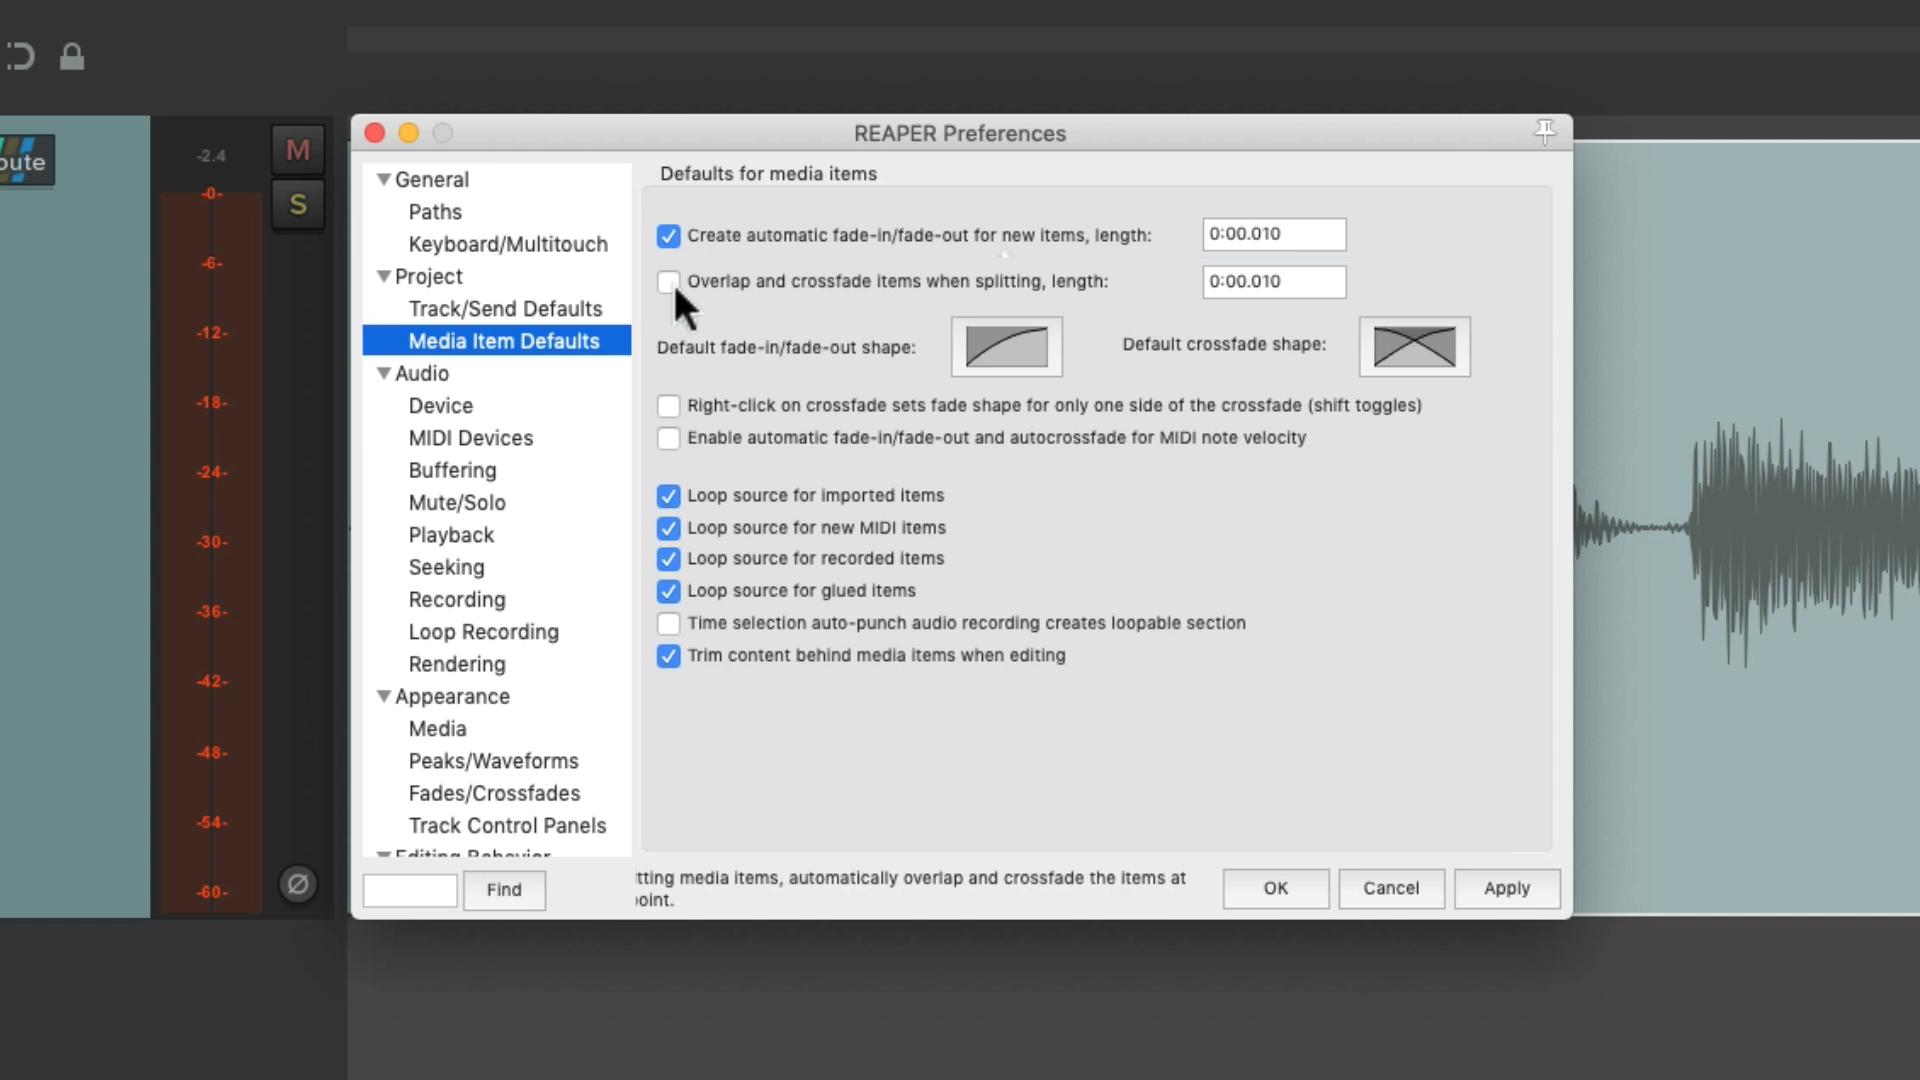 oute
-2.4
M
S
-0-
-6-
-12-
-18-
-24-
-30-
-36-
-42-
-48-
-54-
-60-
REAPER Preferences
General
Paths
Keyboard/Multitouch
Project
Track/Send Defaults
Media Item Defaults
Audio
Device
MIDI Devices
Buffering
Mute/Solo
Playback
Seeking
Recording
Loop Recording
Rendering
Appearance
Media
Peaks/Waveforms
Fades/Crossfades
Track Control Panels
Editing Behavior
Find
Defaults for media items
Create automatic fade-in/fade-out for new items, length: 0:00.010
Overlap and crossfade items when splitting, length: 0:00.010
Default fade-in/fade-out shape: Default crossfade shape:
Right-click on crossfade sets fade shape for only one side of the crossfade (shift toggles)
Enable automatic fade-in/fade-out and autocrossfade for MIDI note velocity
Loop source for imported items
Loop source for new MIDI items
Loop source for recorded items
Loop source for glued items
Time selection auto-punch audio recording creates loopable section
Trim content behind media items when editing
tting media items, automatically overlap and crossfade the items at
oint.
OK Cancel Apply